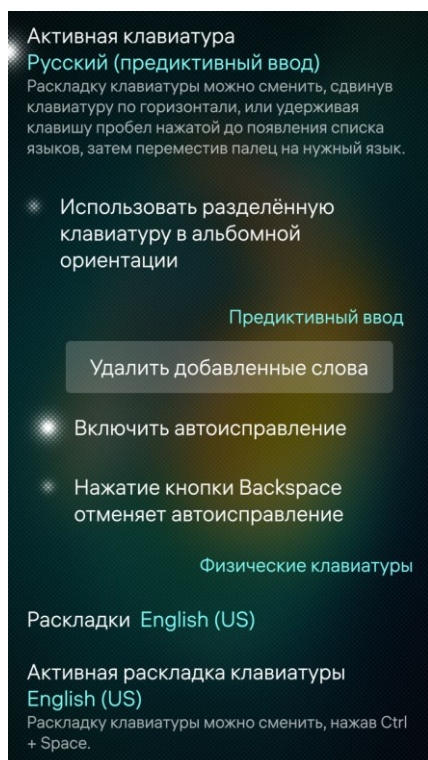 Активная клавиатура
Русский (предиктивный ввод)
Раскладку клавиатуры можно сменить, сдвинув
клавиатуру по горизонтали, или удерживая
клавишу пробел нажатой до появления списка
языков, затем переместив палец на нужный язык.
Использовать разделённую
клавиатуру в альбомной
ориентации
Предиктивный ввод
Удалить добавленные слова
Включить автоисправление
Нажатие кнопки Backspace
отменяет автоисправление
Физические клавиатуры
Раскладки English (US)
Активная раскладка клавиатуры
English (US)
Раскладку клавиатуры можно сменить, нажав Ctrl
+ Space.